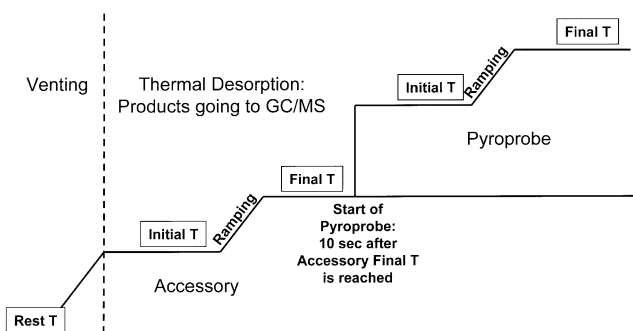 Final T
Venting
Thermal Desorption:
Products going to GC/MS
Initial T
Ramping
Pyroprobe
Final T
Initial T
Ramping
Start of
Pyroprobe:
10 sec after
Accessory Final T
is reached
Accessory
Rest T